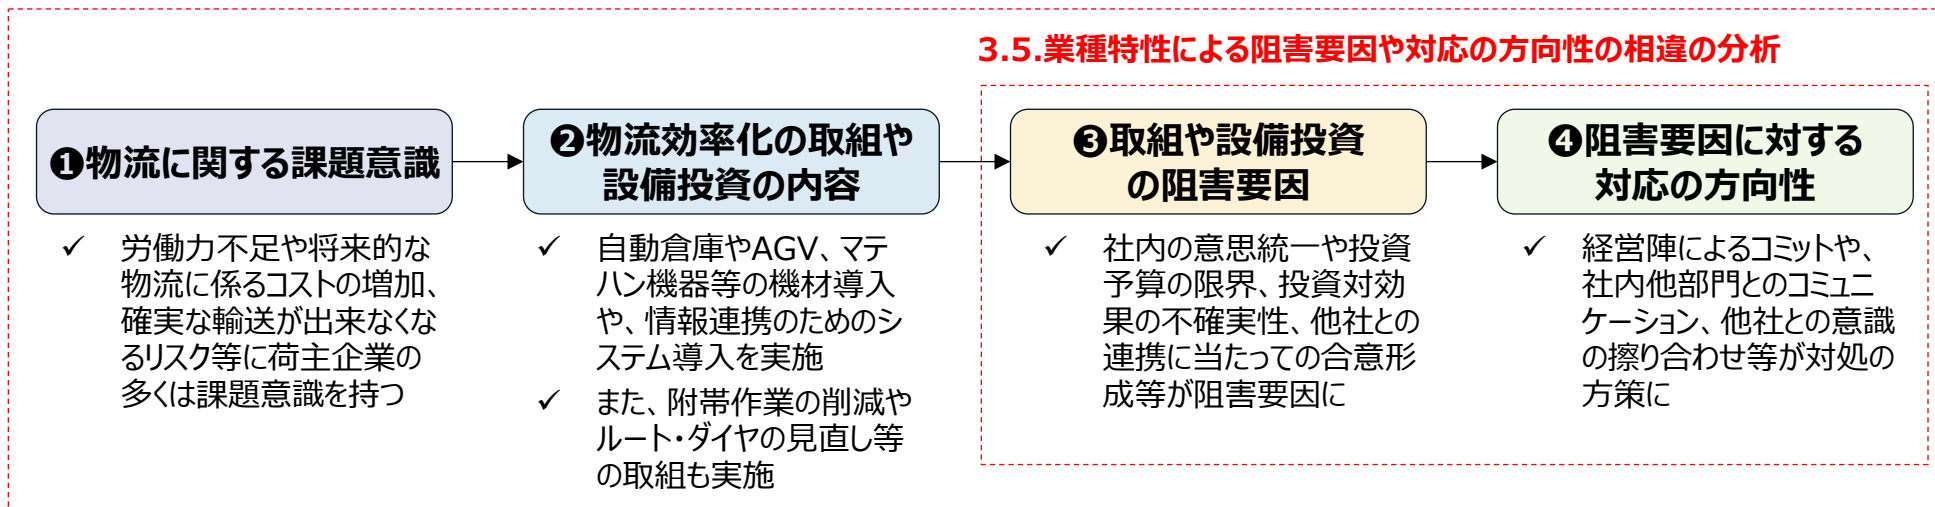 3.5.業種特性による阻害要因や対応の方向性の相違の分析
❶物流に関する課題意識
✓ 労働力不足や将来的な
物流に係るコストの増加、
確実な輸送が出来なくな
るリスク等に荷主企業の
多くは課題意識を持つ
❷物流効率化の取組や
設備投資の内容
✓ 自動倉庫やAGV、マテ
ハン機器等の機材導入
や、情報連携のためのシ
ステム導入を実施
✓ また、附帯作業の削減や
ルート・ダイヤの見直し等
の取組も実施
❸取組や設備投資
の阻害要因
✓ 社内の意思統一や投資
予算の限界、投資対効
果の不確実性、他社との
連携に当たっての合意形
成等が阻害要因に
❹阻害要因に対する
対応の方向性
✓ 経営陣によるコミットや、
社内他部門とのコミュニ
ケーション、他社との意識
の擦り合わせ等が対処の
方策に